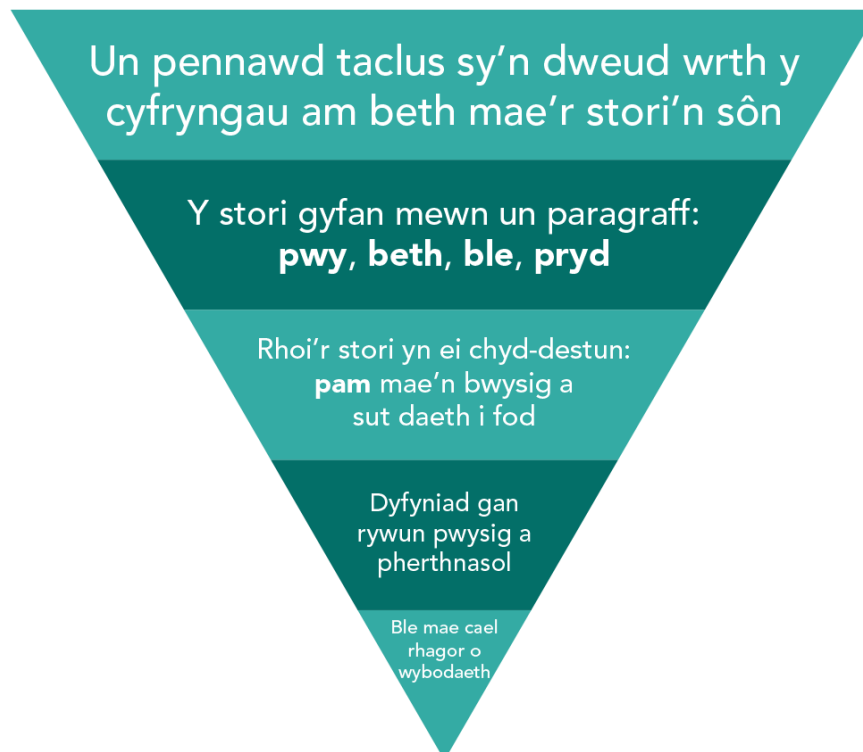 Un pennawd taclus sy'n dweud wrth y
cyfryngau am beth mae'r stori'n sôn
Y stori gyfan mewn un paragraff:
pwy, beth, ble, pryd
Rhoi'r stori yn ei chyd-destun:
pam mae'n bwysig a
sut daeth i fod
Dyfyniad gan
rywun pwysig a
pherthnasol
Ble mae cael
rhagor o
wybodaeth